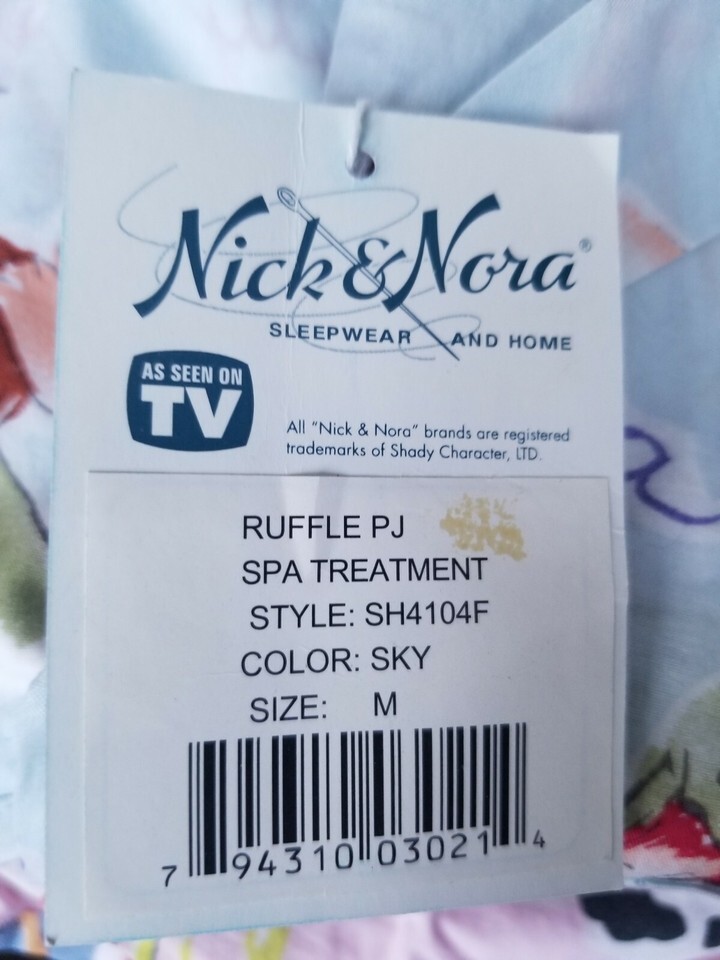 Nick & Nora®
SLEEPWEAR AND HOME
AS SEEN ON
TV
All "Nick & Nora" brands are registered
trademarks of Shady Character, LTD.
RUFFLE PJ
SPA TREATMENT
STYLE: SH4104F
COLOR: SKY
SIZE: M
7 94310 03021 4